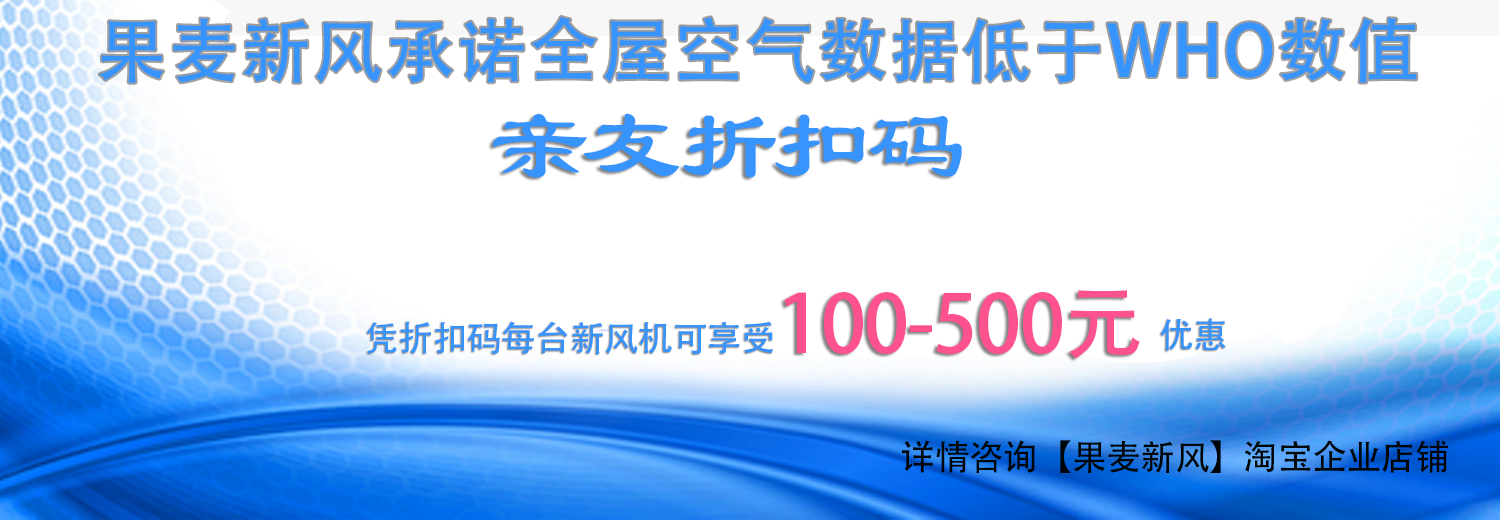 果麦新风承诺全屋空气数据低于WHO数值
亲友折扣码
凭折扣码每台新风机可享受100-500元 优惠
详情咨询【果麦新风】淘宝企业店铺